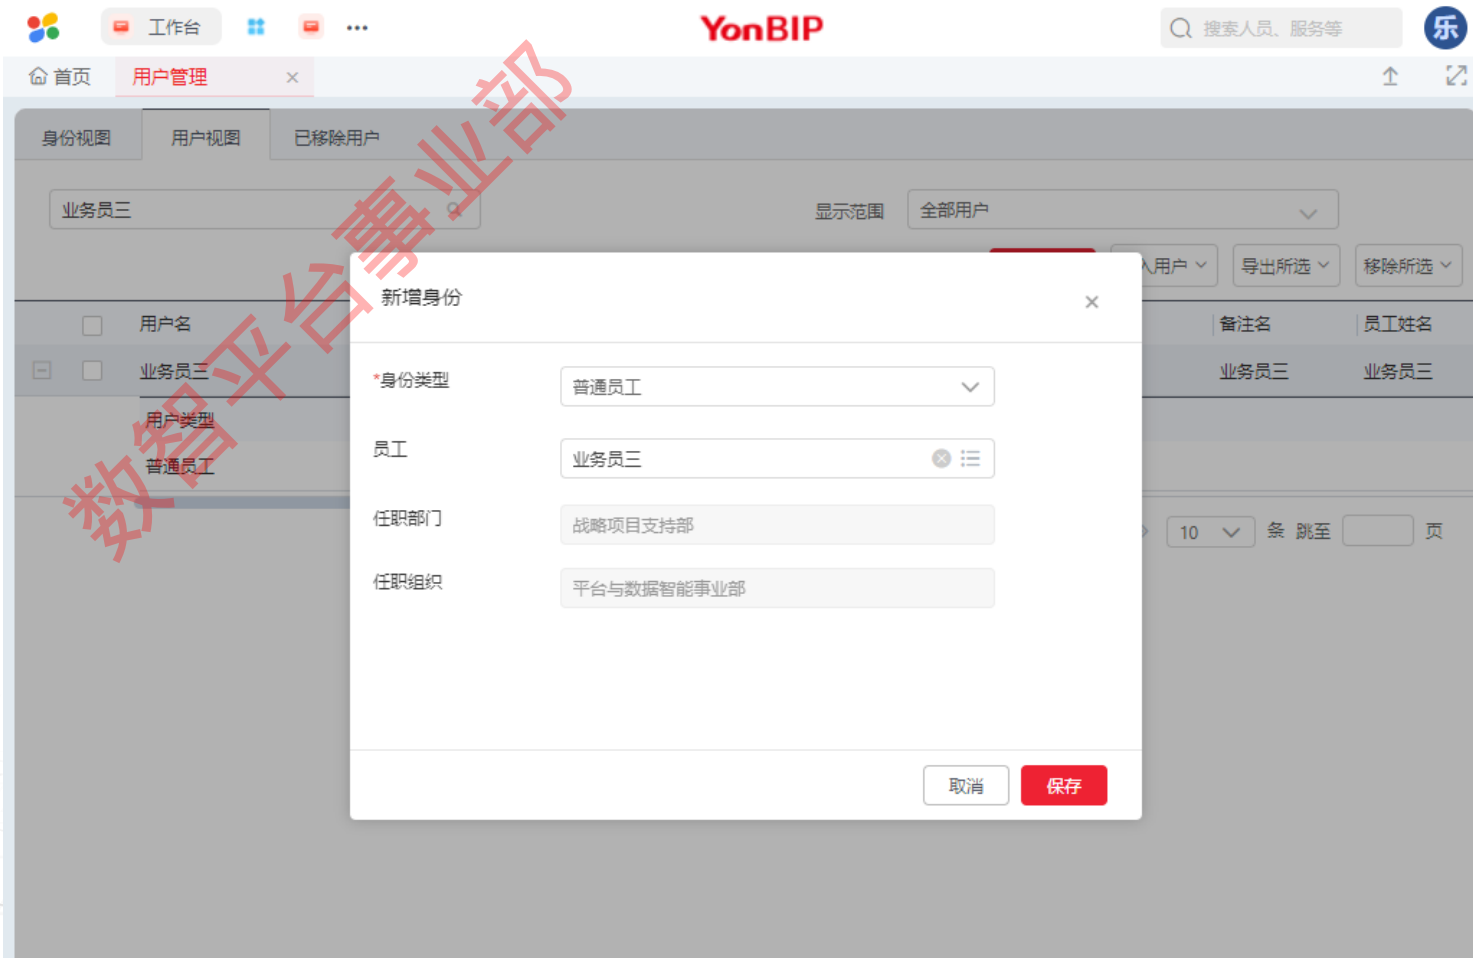 工作台
YonBIP
搜索人员、服务等
乐
首页
用户管理
身份视图
用户视图
已移除用户
业务员三
显示范围
全部用户
入用户
导出所选
移除所选
用户名
备注名
员工姓名
业务员三
业务员三
业务员三
用户类型
普通员工
10
条 跳至
页
新增身份
*身份类型
普通员工
员工
业务员三
任职部门
战略项目支持部
任职组织
平台与数据智能事业部
取消
保存
数智平台事业部